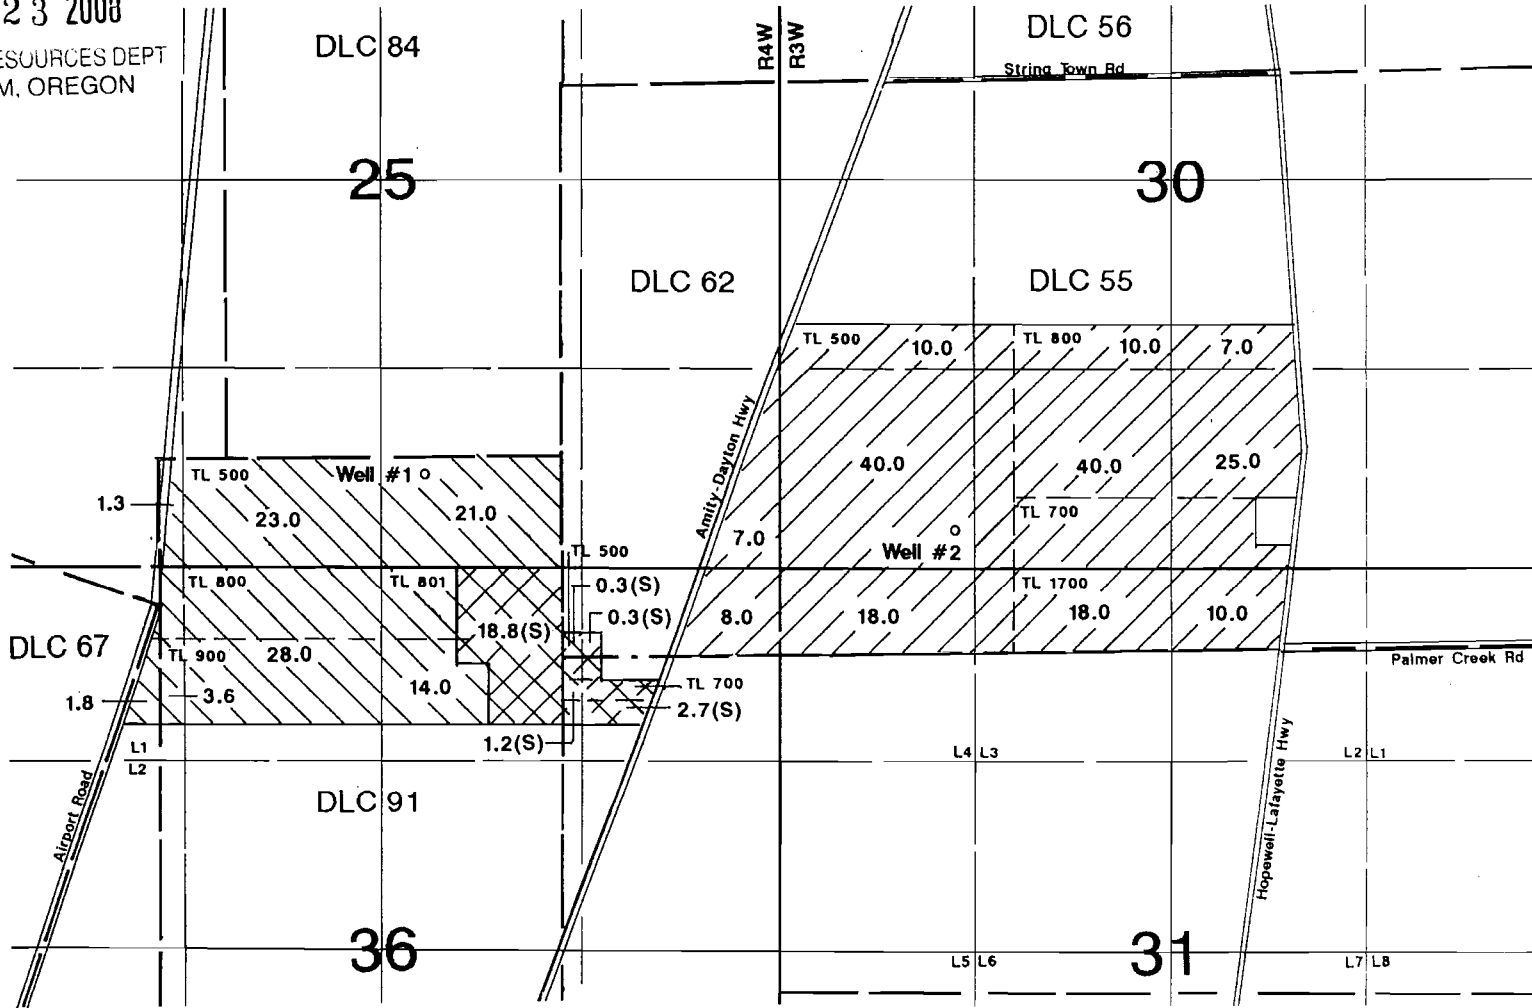 23 2008
ESOURCES DEPT
M, OREGON
DLC 84
R4W
R3W
DLC 56
String Town Rd
25
30
DLC 62
DLC 55
TL 500
10.0
TL 800
10.0
7.0
Amity-Dayton Hwy
TL 500
Well #1
1.3
23.0
21.0
40.0
40.0
25.0
TL 700
7.0
Well #2
TL 500
TL 800
TL 801
0.3(S)
TL 1700
0.3(S)
8.0
18.0
18.0
10.0
18.8(S)
DLC 67
TL 900
28.0
Palmer Creek Rd
14.0
TL 700
1.8
3.6
2.7(S)
1.2(S)
L1
L2
L4 L3
L2 L1
Airport Road
DLC 91
Hopewell-Lafayette Hwy
36
31
L5 L6
L7 L8